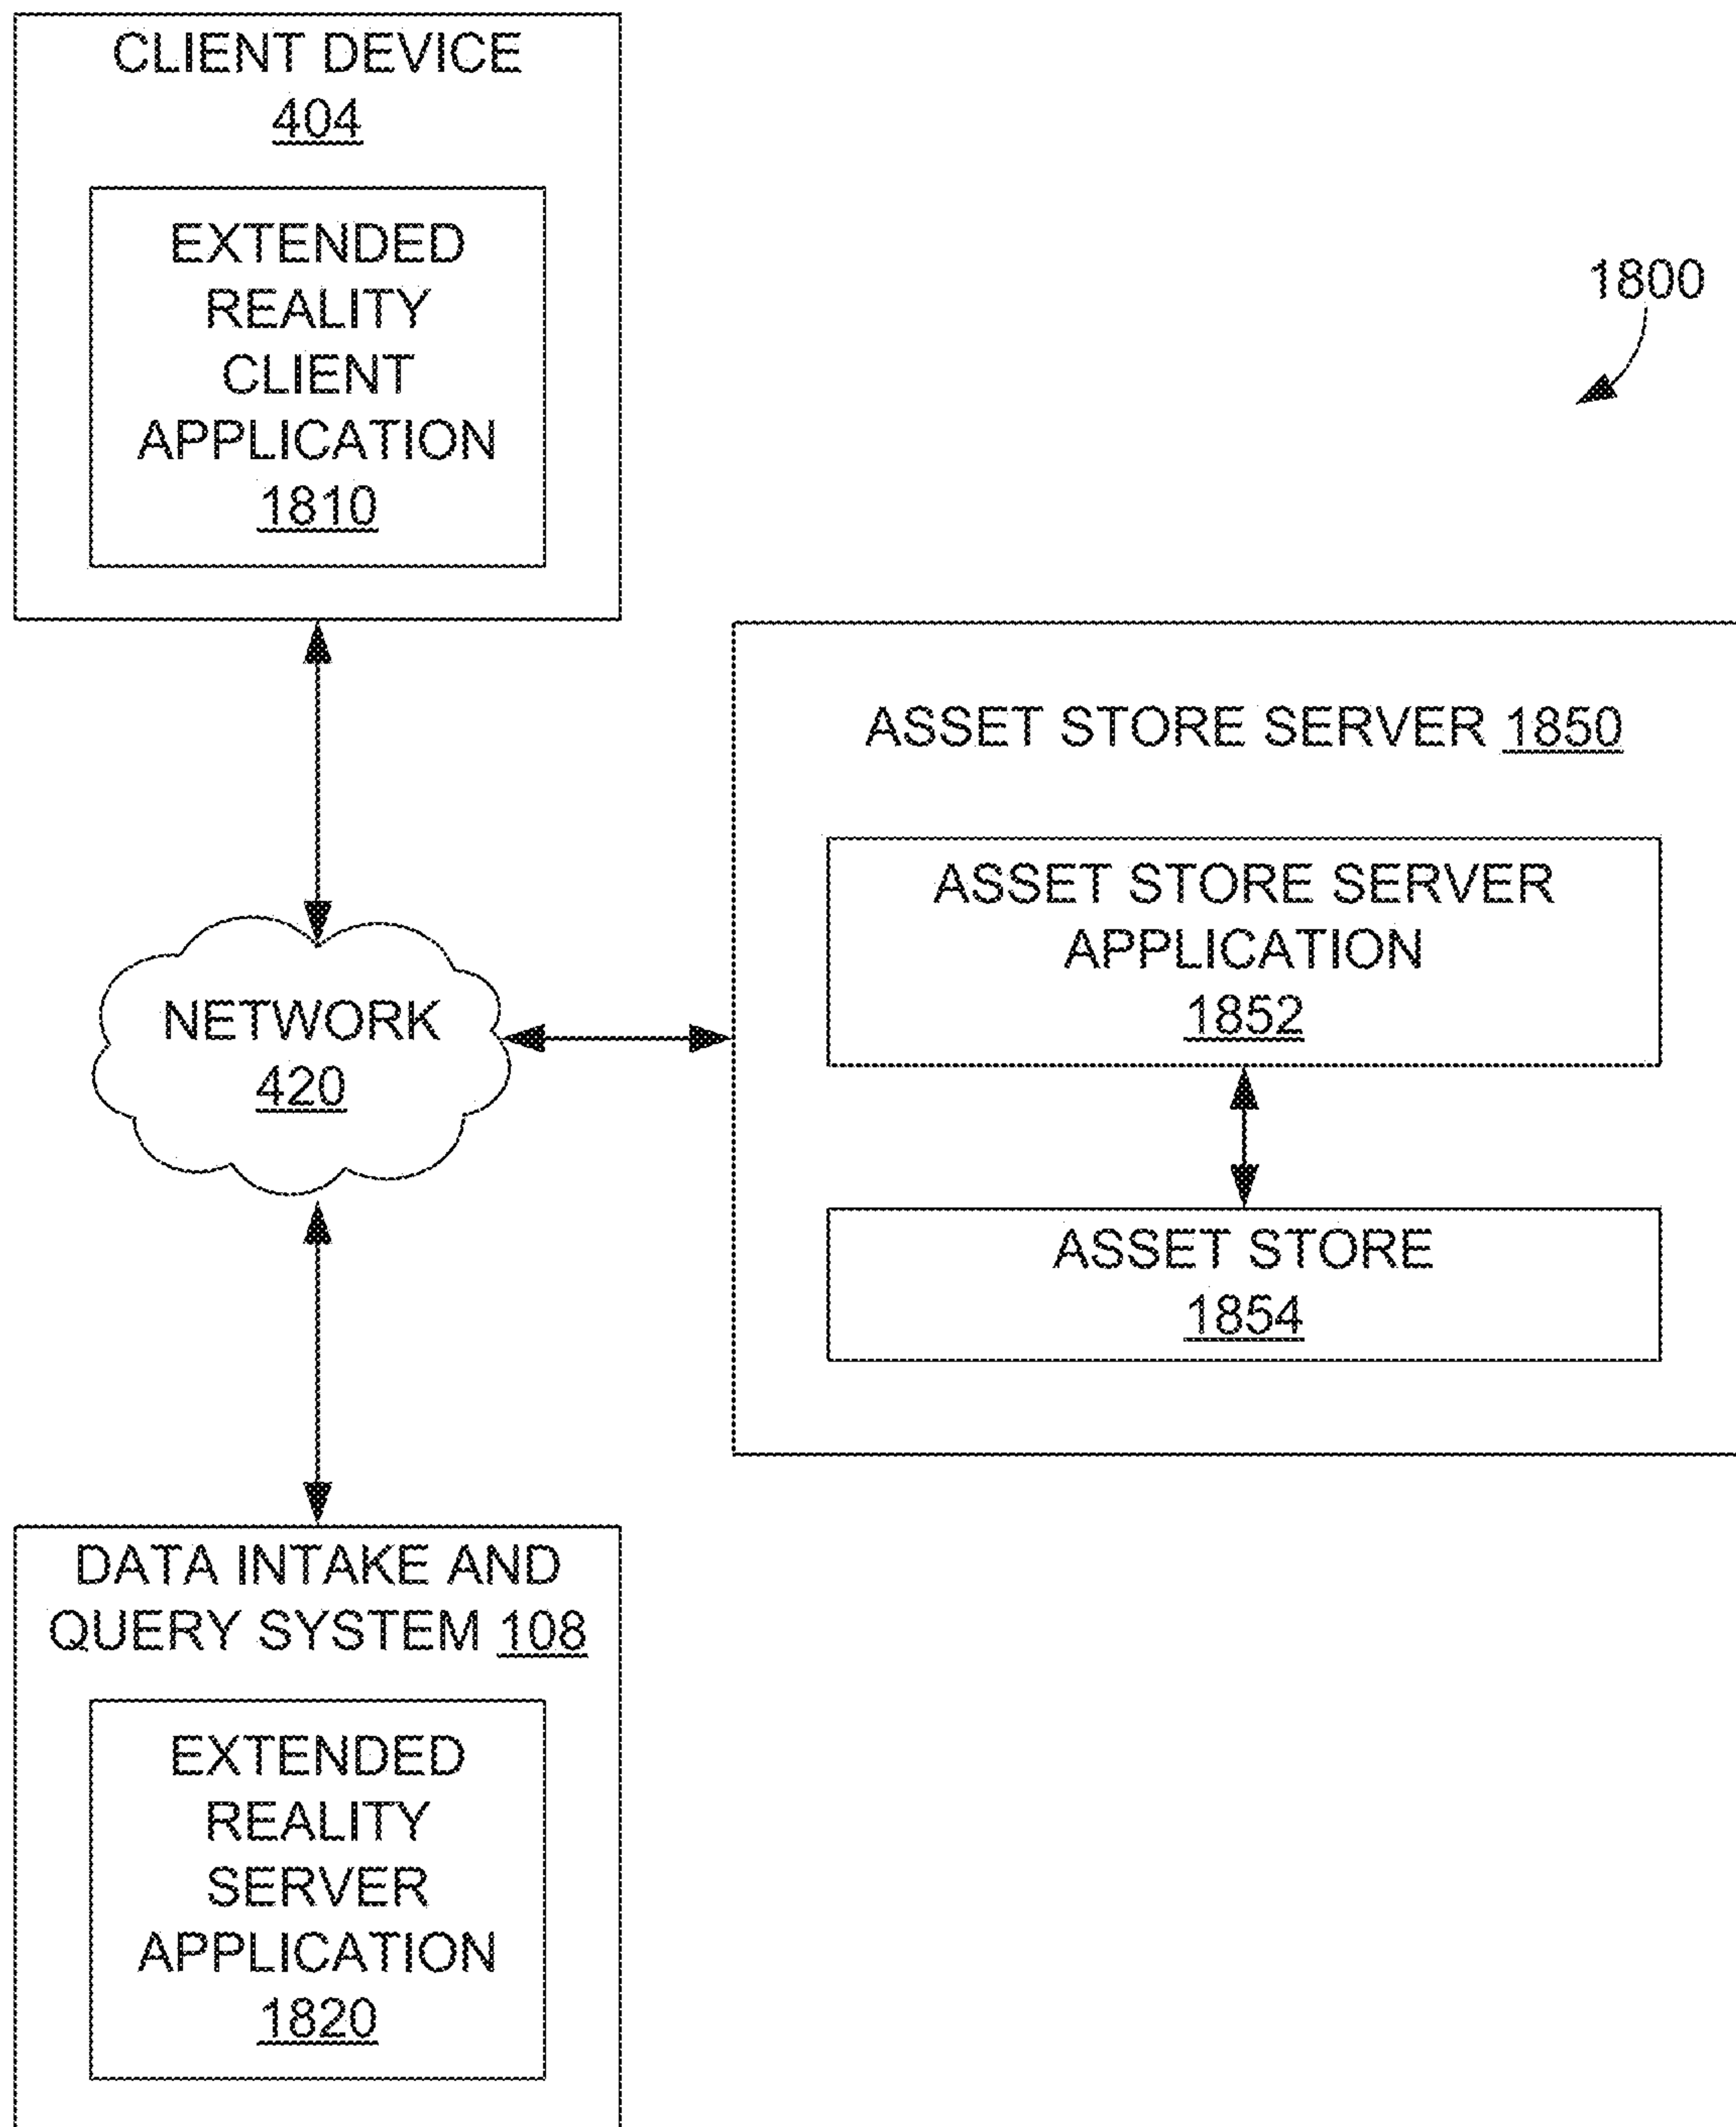 CLIENT DEVICE
404
EXTENDED
REALITY
CLIENT
APPLICATION
1810
1800
ASSET STORE SERVER 1850
ASSET STORE SERVER
APPLICATION
1852
NETWORK
420
ASSET STORE
1854
DATA INTAKE AND
QUERY SYSTEM 108
EXTENDED
REALITY
SERVER
APPLICATION
1820